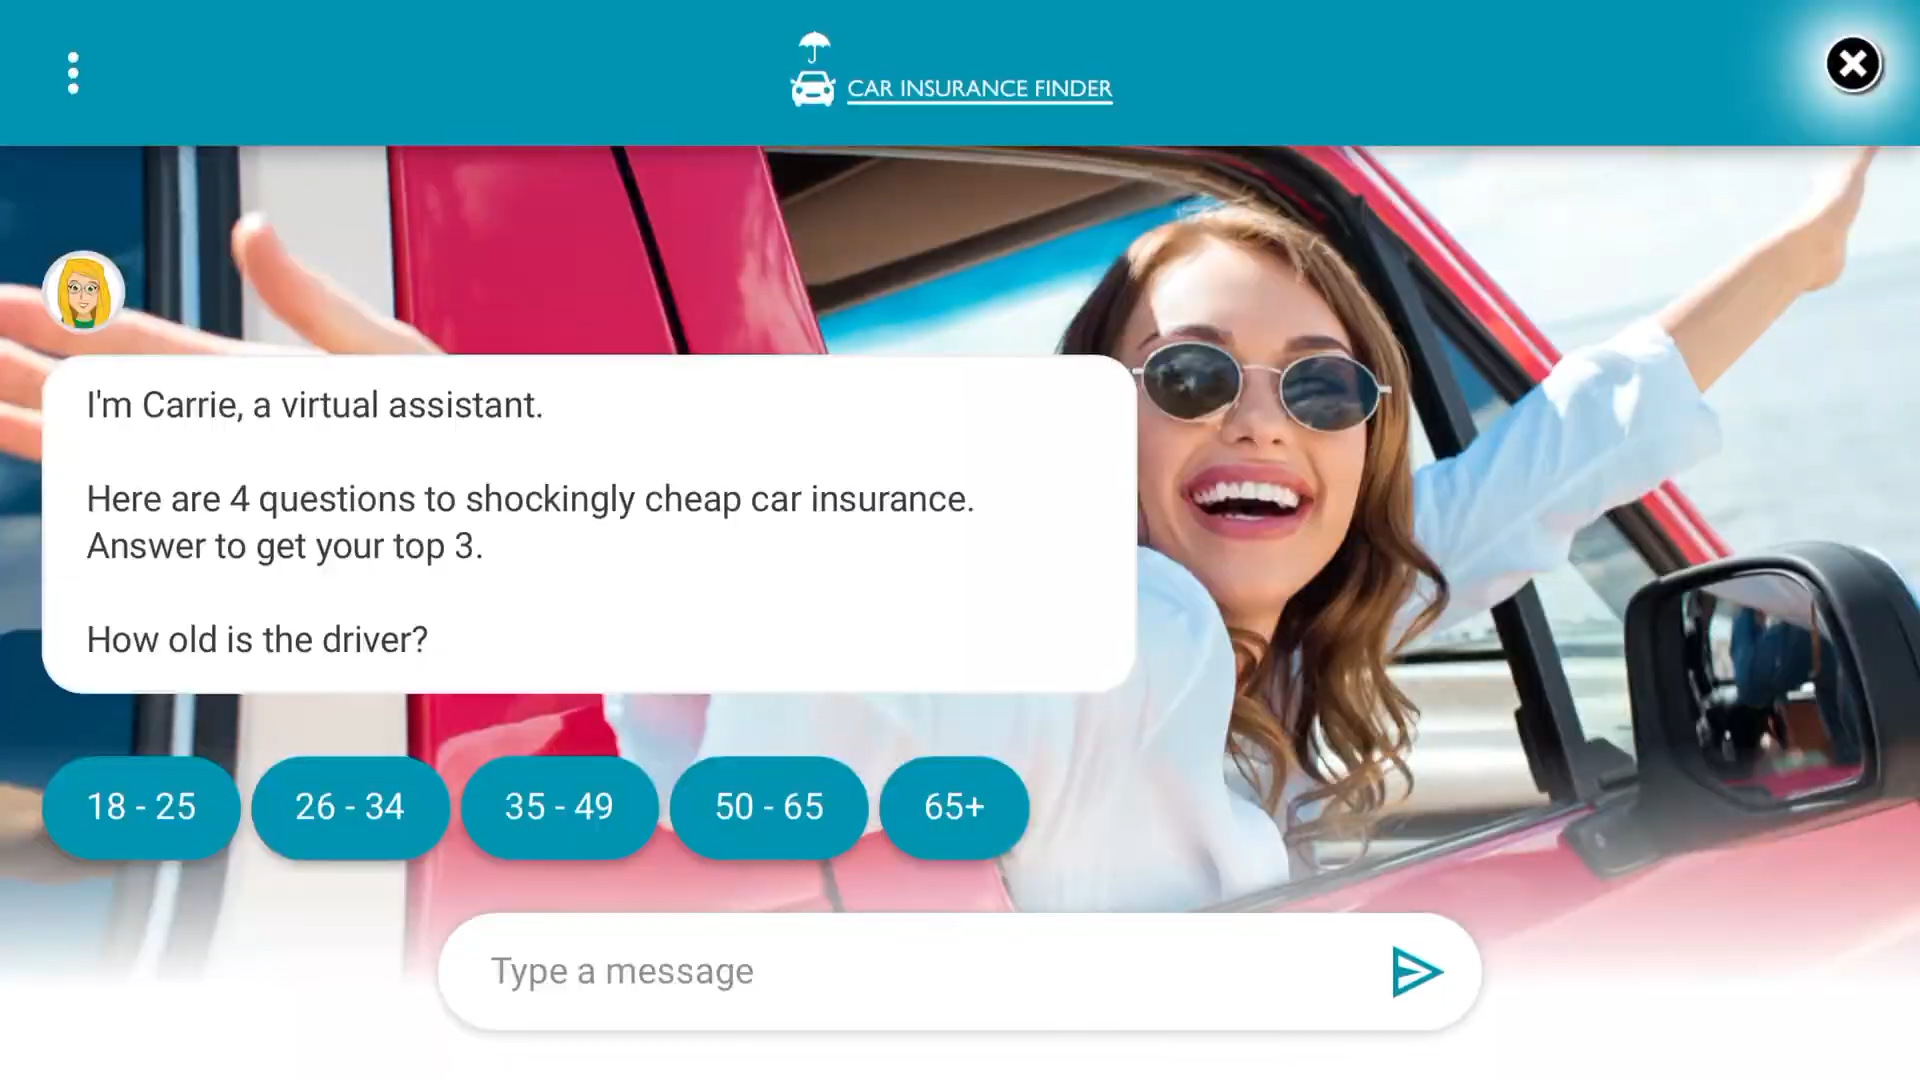 CAR INSURANCE FINDER
I'm Carrie, a virtual assistant.
Here are 4 questions to shockingly cheap car insurance.
Answer to get your top 3.
How old is the driver?
18 - 25
26 - 34
35 - 49
50 - 65
65+
Type a message